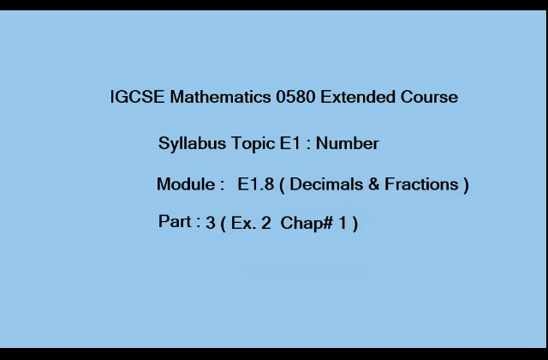 IGCSE Mathematics 0580 Extended Course
Syllabus Topic E1 : Number
Module : E1.8 ( Decimals & Fractions )
Part : 3 ( Ex. 2 Chap# 1 )